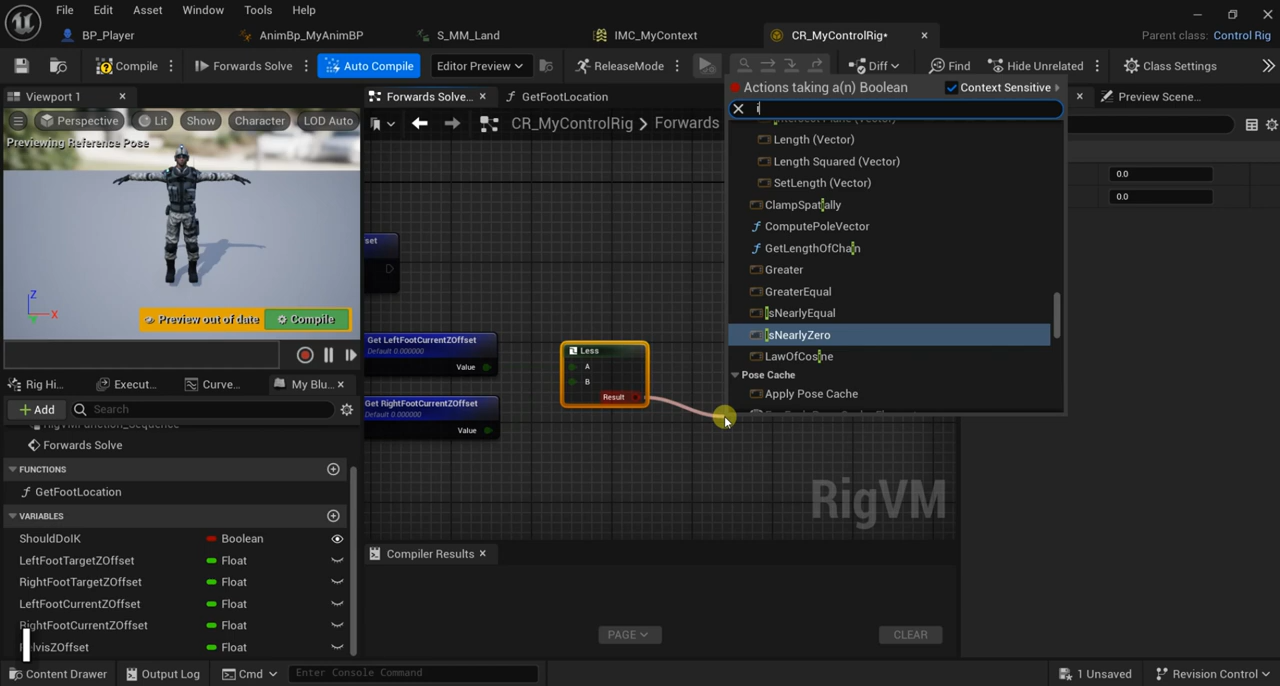 File Edit Asset Window Tools Help
BP_Player AnimBp_MyAnimBP S_MM_Land IMC_MyContext CR_MyControlRig*
Parent class: Control Rig
Compile Forwards Solve Auto Compile Editor Preview ReleaseMode Diff Find Hide Unrelated Class Settings
Viewport 1 Forwards Solve... GetFootLocation Preview Scene...
Perspective Lit Show Character LOD Auto
Previewing Reference Pose
CR_MyControlRig Forwards
Actions taking a(n) Boolean Context Sensitive
i
Length (Vector)
Length Squared (Vector)
SetLength (Vector)
ClampSpatially
ComputePoleVector
GetLengthOfChain
Greater
GreaterEqual
IsNearlyEqual
IsNearlyZero
LawOfCosine
Pose Cache
Apply Pose Cache
0.0
0.0
set
Get LeftFootCurrentZOffset
Default 0.000000
Value
Get RightFootCurrentZOffset
Default 0.000000
Value
Less
A
B
Result
Z
X
Preview out of date Compile
RigVM
Rig Hi... Execut... Curve... My Blu...
Add Search
RigVMFunction_Sequence
Forwards Solve
FUNCTIONS
GetFootLocation
VARIABLES
ShouldDoIK Boolean
LeftFootTargetZOffset Float
RightFootTargetZOffset Float
LeftFootCurrentZOffset Float
RightFootCurrentZOffset Float
PelvisZOffset Float
Compiler Results
PAGE CLEAR
Content Drawer Output Log Cmd Enter Console Command 1 Unsaved Revision Control